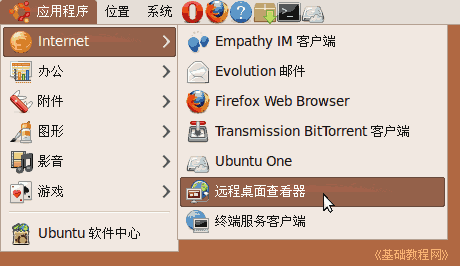 应用程序 位置 系统
Internet
办公
附件
图形
影音
游戏
Ubuntu 软件中心
Empathy IM 客户端
Evolution 邮件
Firefox Web Browser
Transmission BitTorrent 客户端
Ubuntu One
远程桌面查看器
终端服务客户端
《基础教程网》